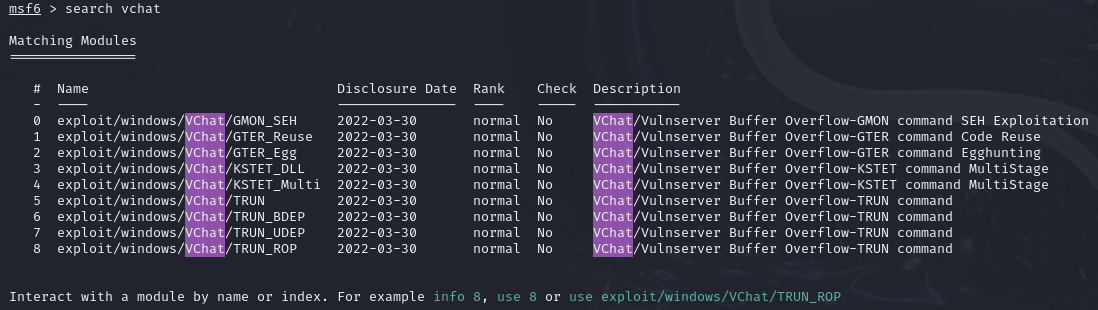 msf6 > search vchat
Matching Modules
================
#  Name                               Disclosure Date  Rank    Check  Description
-  ----                               ---------------  ----    -----  -----------
0  exploit/windows/VChat/GMON_SEH     2022-03-30       normal  No     VChat/Vulnserver Buffer Overflow-GMON command SEH Exploitation
1  exploit/windows/VChat/GTER_Reuse   2022-03-30       normal  No     VChat/Vulnserver Buffer Overflow-GTER command Code Reuse
2  exploit/windows/VChat/GTER_Egg     2022-03-30       normal  No     VChat/Vulnserver Buffer Overflow-GTER command Egghunting
3  exploit/windows/VChat/KSTET_DLL    2022-03-30       normal  No     VChat/Vulnserver Buffer Overflow-KSTET command MultiStage
4  exploit/windows/VChat/KSTET_Multi  2022-03-30       normal  No     VChat/Vulnserver Buffer Overflow-KSTET command MultiStage
5  exploit/windows/VChat/TRUN         2022-03-30       normal  No     VChat/Vulnserver Buffer Overflow-TRUN command
6  exploit/windows/VChat/TRUN_BDEP    2022-03-30       normal  No     VChat/Vulnserver Buffer Overflow-TRUN command
7  exploit/windows/VChat/TRUN_UDEP    2022-03-30       normal  No     VChat/Vulnserver Buffer Overflow-TRUN command
8  exploit/windows/VChat/TRUN_ROP     2022-03-30       normal  No     VChat/Vulnserver Buffer Overflow-TRUN command
Interact with a module by name or index. For example info 8, use 8 or use exploit/windows/VChat/TRUN_ROP